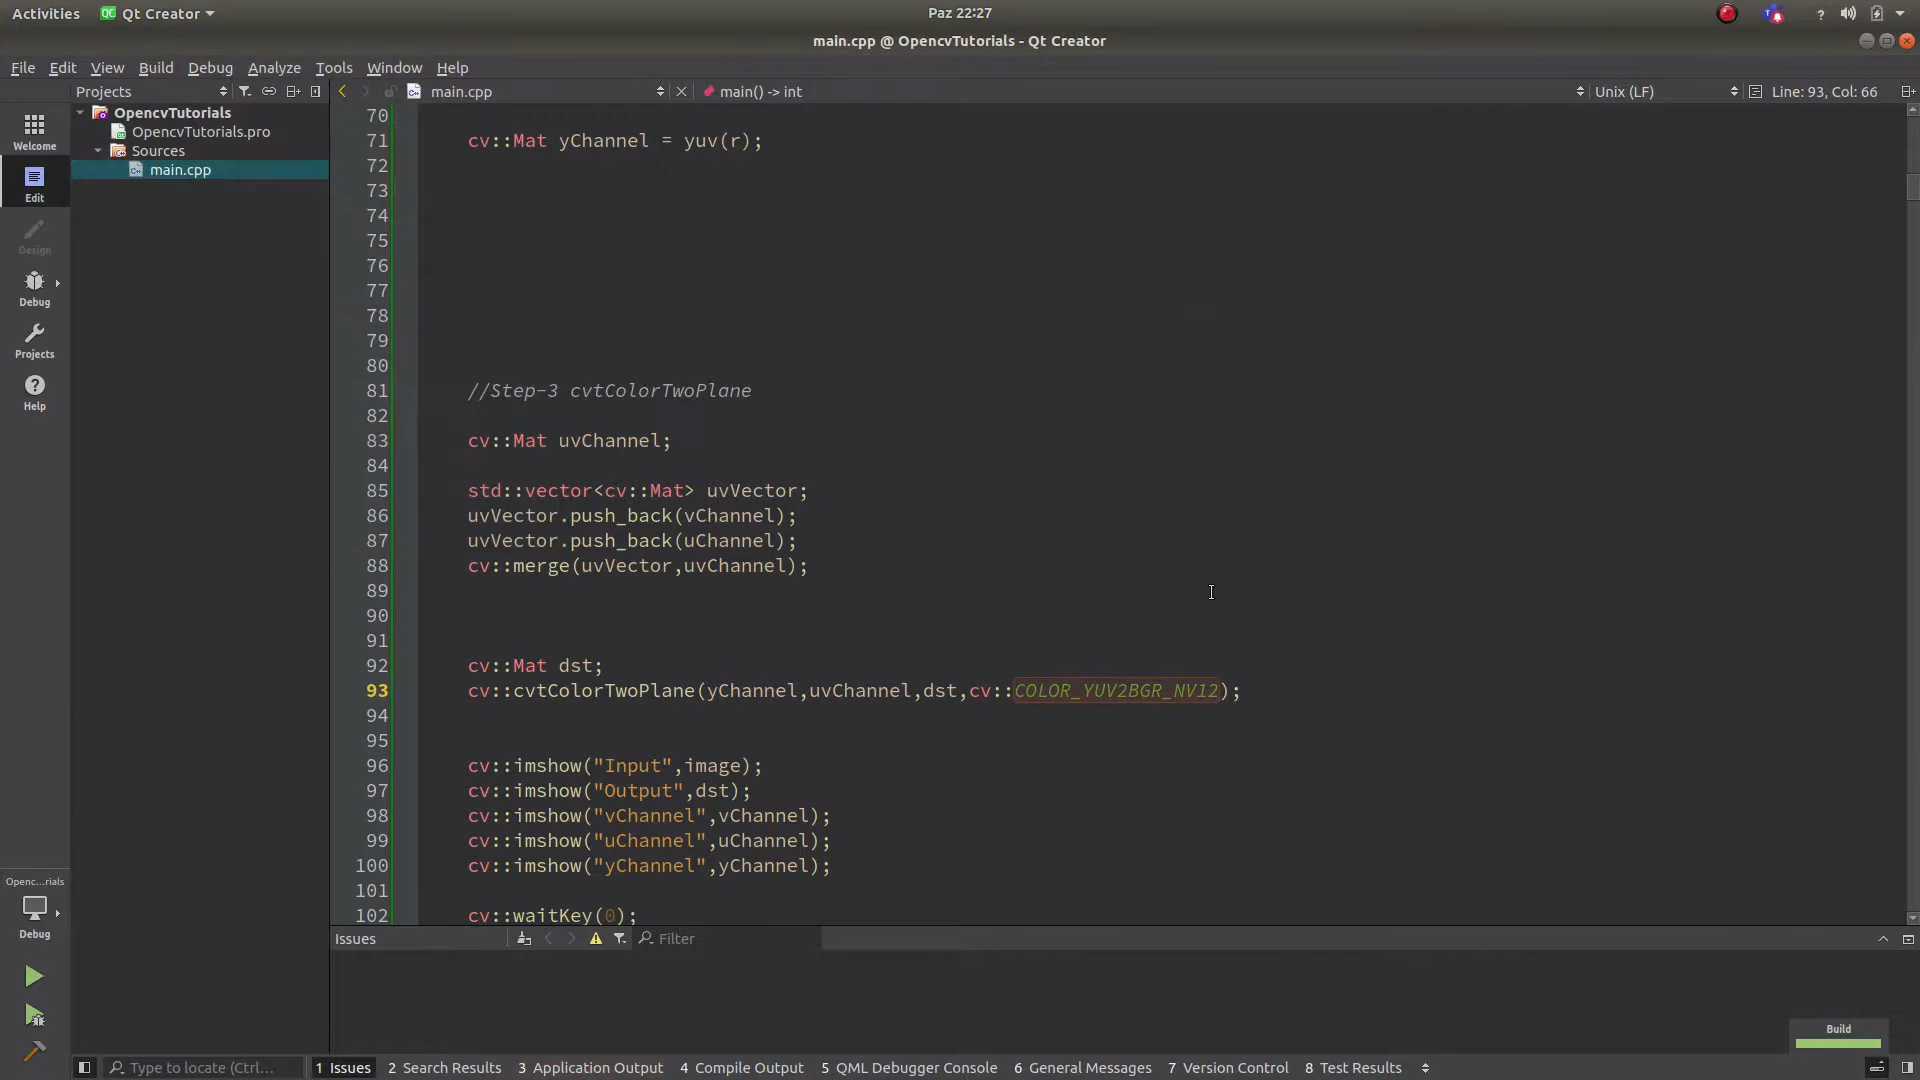 Activities Qt Creator Paz 22:27
main.cpp @ OpencvTutorials - Qt Creator
File Edit View Build Debug Analyze Tools Window Help
Projects main.cpp main() -> int Unix (LF) Line: 93, Col: 66
OpencvTutorials
OpencvTutorials.pro
Sources
main.cpp
Welcome
Edit
Design
Debug
Projects
Help
Openc...rials
Debug
70
71 cv::Mat yChannel = yuv(r);
72
73
74
75
76
77
78
79
80
81 //Step-3 cvtColorTwoPlane
82
83 cv::Mat uvChannel;
84
85 std::vector<cv::Mat> uvVector;
86 uvVector.push_back(vChannel);
87 uvVector.push_back(uChannel);
88 cv::merge(uvVector,uvChannel);
89
90
91
92 cv::Mat dst;
93 cv::cvtColorTwoPlane(yChannel,uvChannel,dst,cv::COLOR_YUV2BGR_NV12);
94
95
96 cv::imshow("Input",image);
97 cv::imshow("Output",dst);
98 cv::imshow("vChannel",vChannel);
99 cv::imshow("uChannel",uChannel);
100 cv::imshow("yChannel",yChannel);
101
102 cv::waitKey(0);
Issues Filter
Build
Type to locate (Ctrl... 1 Issues 2 Search Results 3 Application Output 4 Compile Output 5 QML Debugger Console 6 General Messages 7 Version Control 8 Test Results